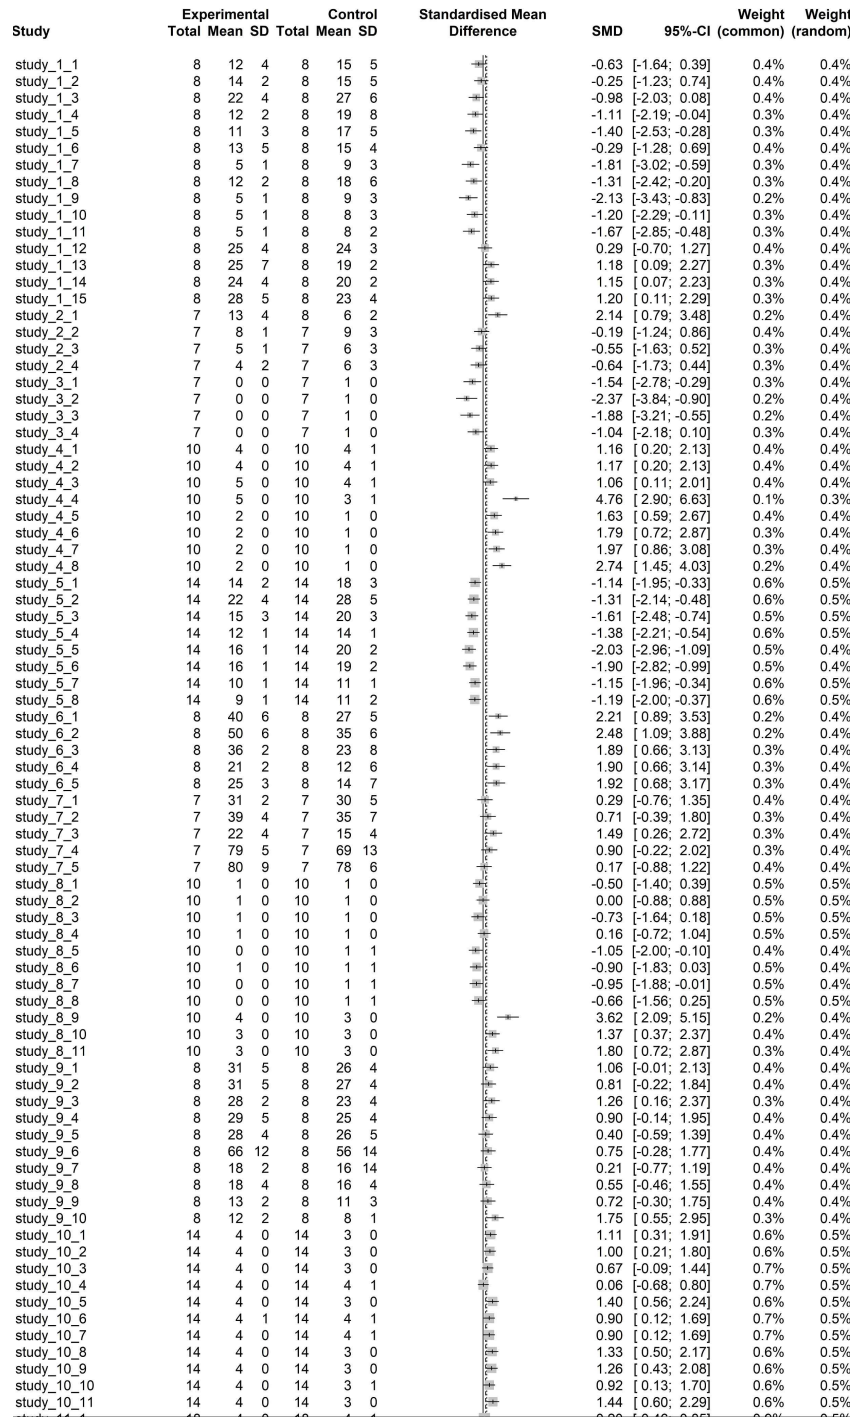 Experimental Control Standardised Mean Weight Weight
Study Total Mean SD Total Mean SD Difference SMD 95%-CI (common) (random)
study_1_1 8 12 4 8 15 5 -0.63 [-1.64; 0.39] 0.4% 0.4%
study_1_2 8 14 2 8 15 5 -0.25 [-1.23; 0.74] 0.4% 0.4%
study_1_3 8 22 4 8 27 6 -0.98 [-2.03; 0.08] 0.4% 0.4%
study_1_4 8 12 2 8 19 8 -1.11 [-2.19; -0.04] 0.3% 0.4%
study_1_5 8 11 3 8 17 5 -1.40 [-2.53; -0.28] 0.3% 0.4%
study_1_6 8 13 5 8 15 4 -0.29 [-1.28; 0.69] 0.4% 0.4%
study_1_7 8 5 1 8 9 3 -1.81 [-3.02; -0.59] 0.3% 0.4%
study_1_8 8 12 2 8 18 6 -1.31 [-2.42; -0.20] 0.3% 0.4%
study_1_9 8 5 1 8 9 3 -2.13 [-3.43; -0.83] 0.2% 0.4%
study_1_10 8 5 1 8 8 3 -1.20 [-2.29; -0.11] 0.3% 0.4%
study_1_11 8 5 1 8 8 2 -1.67 [-2.85; -0.48] 0.3% 0.4%
study_1_12 8 25 4 8 24 3 0.29 [-0.70; 1.27] 0.4% 0.4%
study_1_13 8 25 7 8 19 2 1.18 [ 0.09; 2.27] 0.3% 0.4%
study_1_14 8 24 4 8 20 2 1.15 [ 0.07; 2.23] 0.3% 0.4%
study_1_15 8 28 5 8 23 4 1.20 [ 0.11; 2.29] 0.3% 0.4%
study_2_1 7 13 4 8 6 2 2.14 [ 0.79; 3.48] 0.2% 0.4%
study_2_2 7 8 1 7 9 3 -0.19 [-1.24; 0.86] 0.4% 0.4%
study_2_3 7 5 1 7 6 3 -0.55 [-1.63; 0.52] 0.3% 0.4%
study_2_4 7 4 2 7 6 3 -0.64 [-1.73; 0.44] 0.3% 0.4%
study_3_1 7 0 0 7 1 0 -1.54 [-2.78; -0.29] 0.3% 0.4%
study_3_2 7 0 0 7 1 0 -2.37 [-3.84; -0.90] 0.2% 0.4%
study_3_3 7 0 0 7 1 0 -1.88 [-3.21; -0.55] 0.2% 0.4%
study_3_4 7 0 0 7 1 0 -1.04 [-2.18; 0.10] 0.3% 0.4%
study_4_1 10 4 0 10 4 1 1.16 [ 0.20; 2.13] 0.4% 0.4%
study_4_2 10 4 0 10 4 1 1.17 [ 0.20; 2.13] 0.4% 0.4%
study_4_3 10 5 0 10 4 1 1.06 [ 0.11; 2.01] 0.4% 0.4%
study_4_4 10 5 0 10 3 1 4.76 [ 2.90; 6.63] 0.1% 0.3%
study_4_5 10 2 0 10 1 0 1.63 [ 0.59; 2.67] 0.4% 0.4%
study_4_6 10 2 0 10 1 0 1.79 [ 0.72; 2.87] 0.3% 0.4%
study_4_7 10 2 0 10 1 0 1.97 [ 0.86; 3.08] 0.3% 0.4%
study_4_8 10 2 0 10 1 0 2.74 [ 1.45; 4.03] 0.2% 0.4%
study_5_1 14 14 2 14 18 3 -1.14 [-1.95; -0.33] 0.6% 0.5%
study_5_2 14 22 4 14 28 5 -1.31 [-2.14; -0.48] 0.6% 0.5%
study_5_3 14 15 3 14 20 3 -1.61 [-2.48; -0.74] 0.5% 0.5%
study_5_4 14 12 1 14 14 1 -1.38 [-2.21; -0.54] 0.6% 0.5%
study_5_5 14 16 1 14 20 2 -2.03 [-2.96; -1.09] 0.5% 0.4%
study_5_6 14 16 1 14 19 2 -1.90 [-2.82; -0.99] 0.5% 0.4%
study_5_7 14 10 1 14 11 1 -1.15 [-1.96; -0.34] 0.6% 0.5%
study_5_8 14 9 1 14 11 2 -1.19 [-2.00; -0.37] 0.6% 0.5%
study_6_1 8 40 6 8 27 5 2.21 [ 0.89; 3.53] 0.2% 0.4%
study_6_2 8 50 6 8 35 6 2.48 [ 1.09; 3.88] 0.2% 0.4%
study_6_3 8 36 2 8 23 8 1.89 [ 0.66; 3.13] 0.3% 0.4%
study_6_4 8 21 2 8 12 6 1.90 [ 0.66; 3.14] 0.3% 0.4%
study_6_5 8 25 3 8 14 7 1.92 [ 0.68; 3.17] 0.3% 0.4%
study_7_1 7 31 2 7 30 5 0.29 [-0.76; 1.35] 0.4% 0.4%
study_7_2 7 39 4 7 35 7 0.71 [-0.39; 1.80] 0.3% 0.4%
study_7_3 7 22 4 7 15 4 1.49 [ 0.26; 2.72] 0.3% 0.4%
study_7_4 7 79 5 7 69 13 0.90 [-0.22; 2.02] 0.3% 0.4%
study_7_5 7 80 9 7 78 6 0.17 [-0.88; 1.22] 0.4% 0.4%
study_8_1 10 1 0 10 1 0 -0.50 [-1.40; 0.39] 0.5% 0.5%
study_8_2 10 1 0 10 1 0 0.00 [-0.88; 0.88] 0.5% 0.5%
study_8_3 10 1 0 10 1 0 -0.73 [-1.64; 0.18] 0.5% 0.4%
study_8_4 10 1 0 10 1 0 0.16 [-0.72; 1.04] 0.5% 0.5%
study_8_5 10 0 0 10 1 1 -1.05 [-2.00; -0.10] 0.4% 0.4%
study_8_6 10 1 0 10 1 1 -0.90 [-1.83; 0.03] 0.5% 0.4%
study_8_7 10 0 0 10 1 1 -0.95 [-1.88; -0.01] 0.5% 0.4%
study_8_8 10 0 0 10 1 1 -0.66 [-1.56; 0.25] 0.5% 0.5%
study_8_9 10 4 0 10 3 0 3.62 [ 2.09; 5.15] 0.2% 0.4%
study_8_10 10 3 0 10 3 0 1.37 [ 0.37; 2.37] 0.4% 0.4%
study_8_11 10 3 0 10 3 0 1.80 [ 0.72; 2.87] 0.3% 0.4%
study_9_1 8 31 5 8 26 4 1.06 [-0.01; 2.13] 0.3% 0.4%
study_9_2 8 31 5 8 27 4 0.81 [-0.22; 1.84] 0.4% 0.4%
study_9_3 8 28 2 8 23 4 1.26 [ 0.16; 2.37] 0.3% 0.4%
study_9_4 8 29 5 8 25 4 0.90 [-0.14; 1.95] 0.4% 0.4%
study_9_5 8 28 4 8 26 5 0.40 [-0.59; 1.39] 0.4% 0.4%
study_9_6 8 66 12 8 56 14 0.75 [-0.28; 1.77] 0.4% 0.4%
study_9_7 8 18 2 8 16 14 0.21 [-0.77; 1.19] 0.4% 0.4%
study_9_8 8 18 4 8 16 4 0.55 [-0.46; 1.55] 0.4% 0.4%
study_9_9 8 13 2 8 11 3 0.72 [-0.30; 1.75] 0.4% 0.4%
study_9_10 8 12 2 8 8 1 1.75 [ 0.55; 2.95] 0.3% 0.4%
study_10_1 14 4 0 14 3 0 1.11 [ 0.31; 1.91] 0.6% 0.5%
study_10_2 14 4 0 14 3 0 1.00 [ 0.21; 1.80] 0.6% 0.5%
study_10_3 14 4 0 14 3 0 0.67 [-0.09; 1.44] 0.7% 0.5%
study_10_4 14 4 0 14 4 1 0.06 [-0.68; 0.80] 0.7% 0.5%
study_10_5 14 4 0 14 3 0 1.40 [ 0.56; 2.24] 0.6% 0.5%
study_10_6 14 4 1 14 4 1 0.90 [ 0.12; 1.69] 0.7% 0.5%
study_10_7 14 4 0 14 4 1 0.90 [ 0.12; 1.69] 0.7% 0.5%
study_10_8 14 4 0 14 3 0 1.33 [ 0.50; 2.17] 0.6% 0.5%
study_10_9 14 4 0 14 3 0 1.26 [ 0.43; 2.08] 0.6% 0.5%
study_10_10 14 4 0 14 3 1 0.92 [ 0.13; 1.70] 0.6% 0.5%
study_10_11 14 4 0 14 3 0 1.44 [ 0.60; 2.29] 0.6% 0.5%